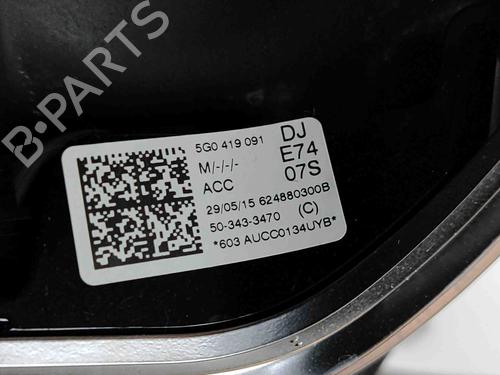 5G0 419 091 DJ
M/-/-/- E74
ACC 07S
29/05/15 624880300B
50-343-3470 (C)
*603 AUCC0134UYB*
B-PARTS